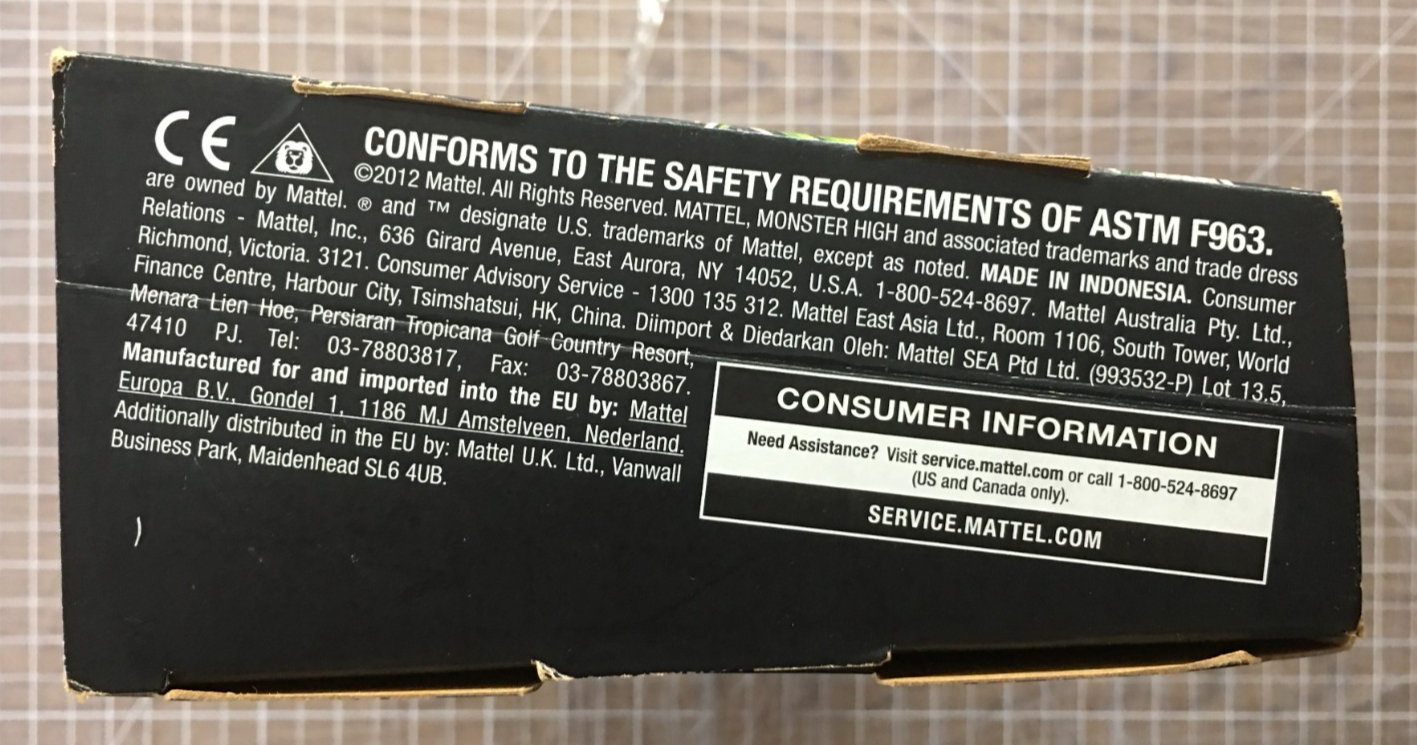 CE
CONFORMS TO THE SAFETY REQUIREMENTS OF ASTM F963.
©2012 Mattel. All Rights Reserved. MATTEL, MONSTER HIGH and associated trademarks and trade dress
are owned by Mattel. ® and ™ designate U.S. trademarks of Mattel, except as noted. MADE IN INDONESIA. Consumer
Relations - Mattel, Inc., 636 Girard Avenue, East Aurora, NY 14052, U.S.A. 1-800-524-8697. Mattel Australia Pty. Ltd.,
Richmond, Victoria. 3121. Consumer Advisory Service - 1300 135 312. Mattel East Asia Ltd., Room 1106, South Tower, World
Finance Centre, Harbour City, Tsimshatsui, HK, China. Diimport & Diedarkan Oleh: Mattel SEA Ptd Ltd. (993532-P) Lot 13.5,
Menara Lien Hoe, Persiaran Tropicana Golf Country Resort,
47410 PJ. Tel: 03-78803817, Fax: 03-78803867.
Manufactured for and imported into the EU by: Mattel
Europa B.V., Gondel 1, 1186 MJ Amstelveen, Nederland.
Additionally distributed in the EU by: Mattel U.K. Ltd., Vanwall
Business Park, Maidenhead SL6 4UB.
CONSUMER INFORMATION
Need Assistance? Visit service.mattel.com or call 1-800-524-8697
(US and Canada only).
SERVICE.MATTEL.COM